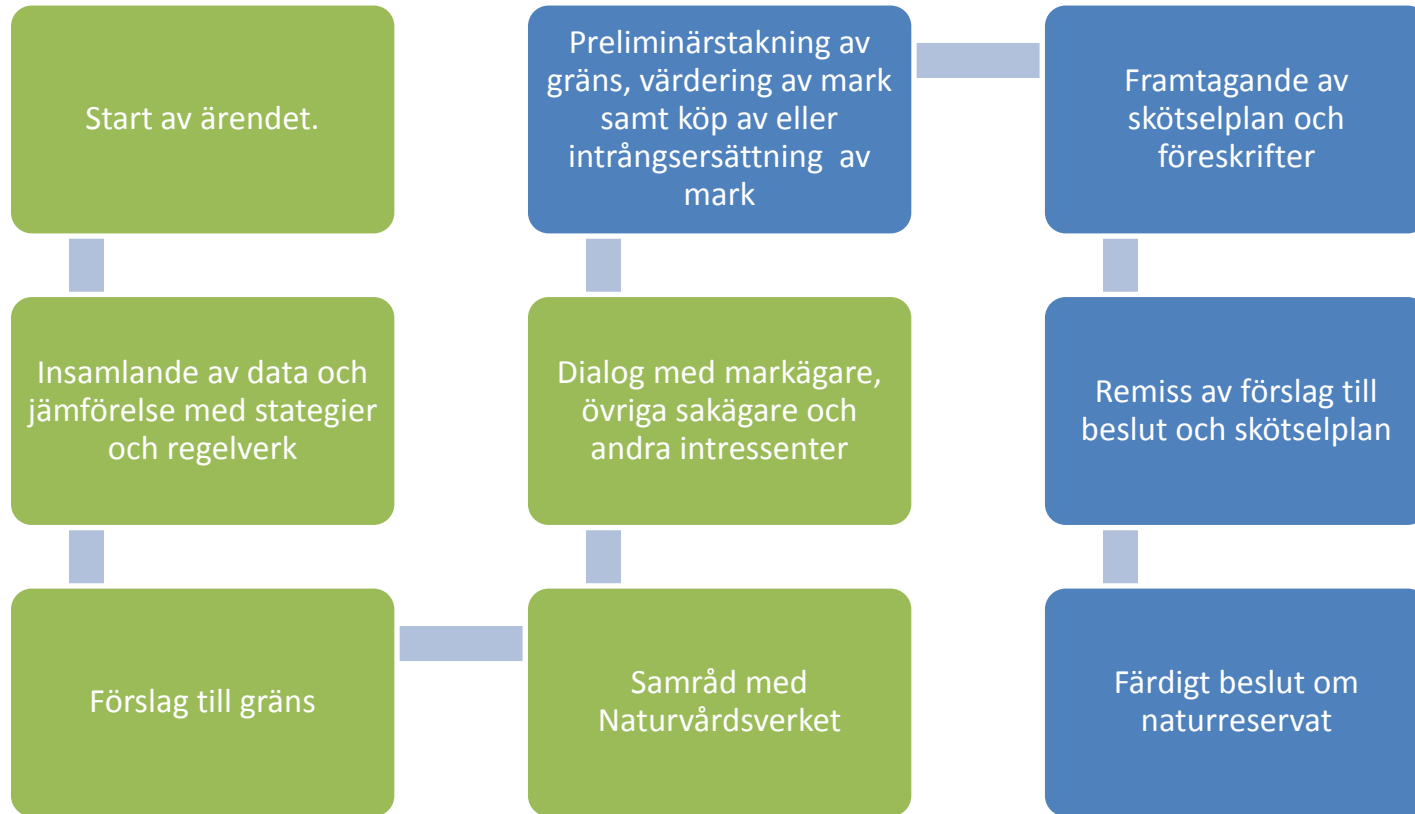 Start av ärendet.
Insamlande av data och
jämförelse med stategier
och regelverk
Förslag till gräns
Samråd med
Naturvårdsverket
Dialog med markägare,
övriga sakägare och
andra intressenter
Preliminärstakning av
gräns, värdering av mark
samt köp av eller
intrångsersättning av
mark
Framtagande av
skötselplan och
föreskrifter
Remiss av förslag till
beslut och skötselplan
Färdigt beslut om
naturreservat